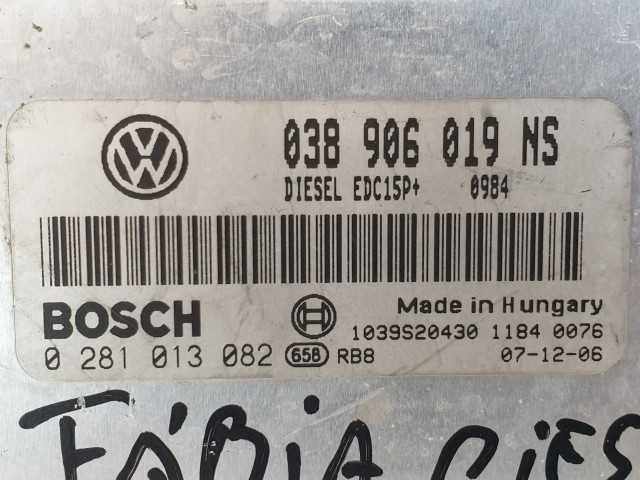 038 906 019 NS
DIESEL EDC15P+ 0984
BOSCH
Made in Hungary
1039S20430 1184 0076
0 281 013 082 658 RB8 07-12-06
FÁBIA